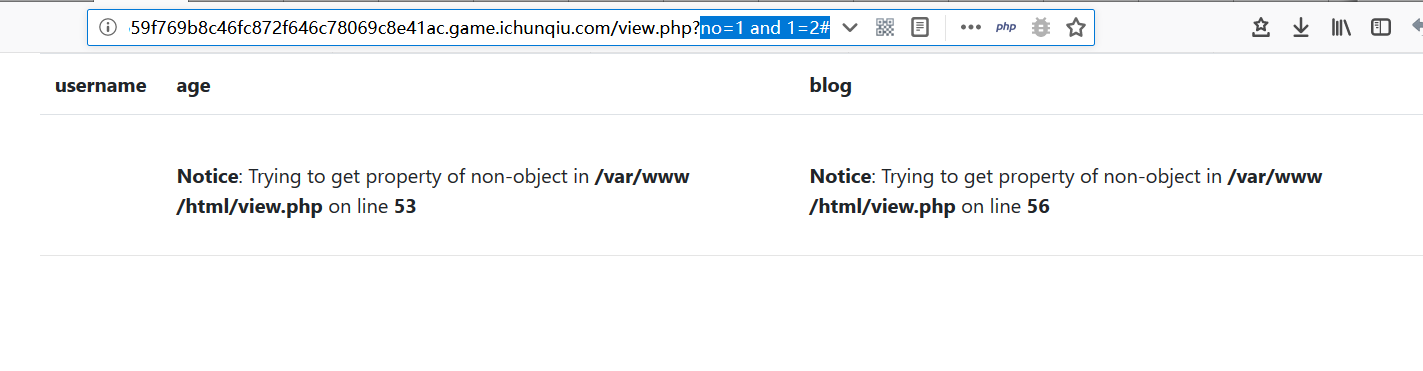 59f769b8c46fc872f646c78069c8e41ac.game.ichunqiu.com/view.php?no=1 and 1=2#
php
username age blog
Notice: Trying to get property of non-object in /var/www
/html/view.php on line 53
Notice: Trying to get property of non-object in /var/www
/html/view.php on line 56